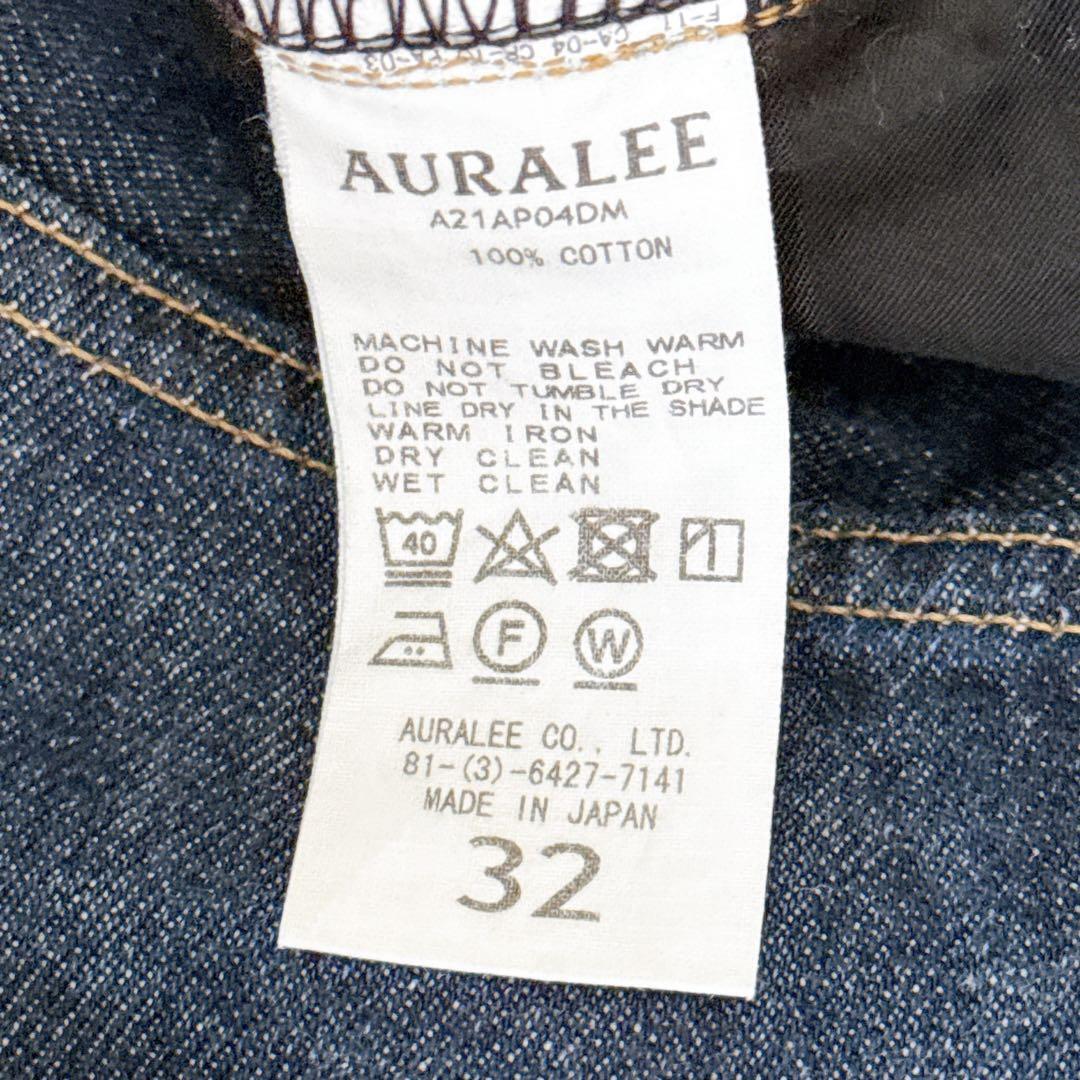 AURALEE
A21AP04DM
100% COTTON
MACHINE WASH WARM
DO NOT BLEACH
DO NOT TUMBLE DRY
LINE DRY IN THE SHADE
WARM IRON
DRY CLEAN
WET CLEAN
40
F W
AURALEE CO., LTD.
81-(3)-6427-7141
MADE IN JAPAN
32